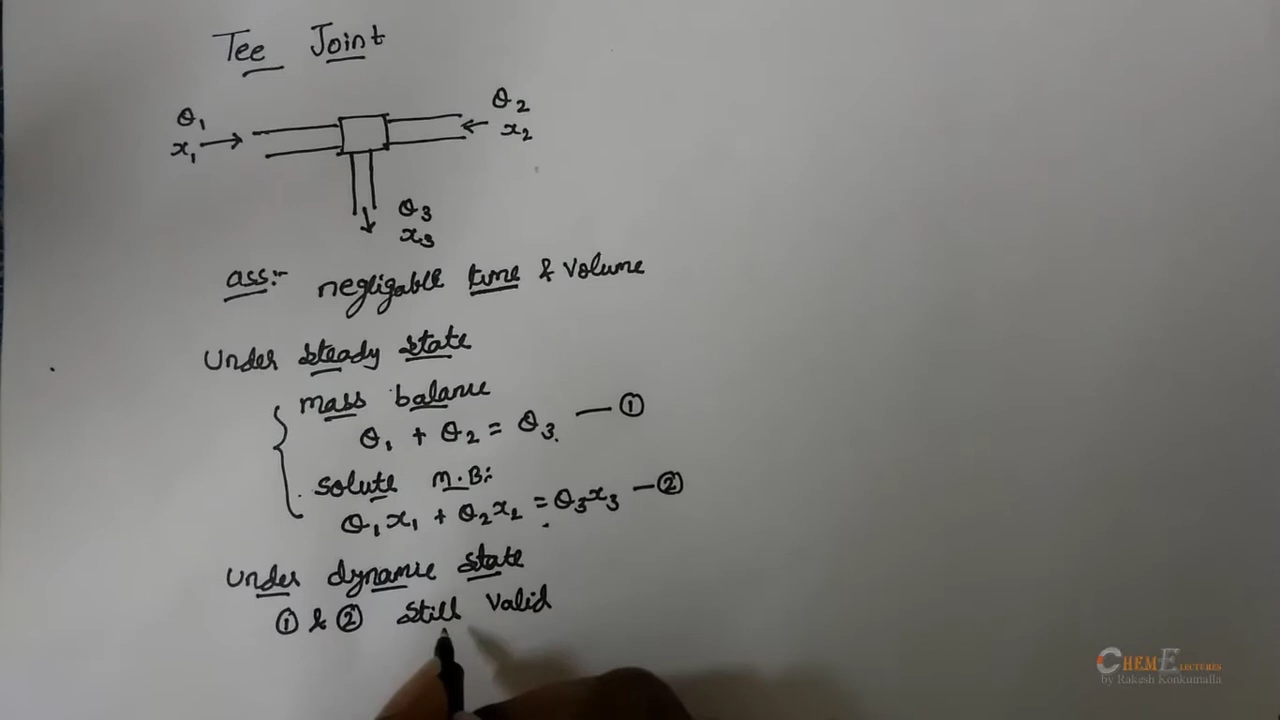 Tee Joint
θ₁
x₁
θ₂
x₂
θ₃
x₃
ass:- negligable time & volume
Under steady state
mass balance
θ₁ + θ₂ = θ₃ — ①
Solute M.B:
θ₁x₁ + θ₂x₂ = θ₃x₃ — ②
Under dynamic state
① & ② still valid
CHEME LECTURES
by Rakesh Konkumalla